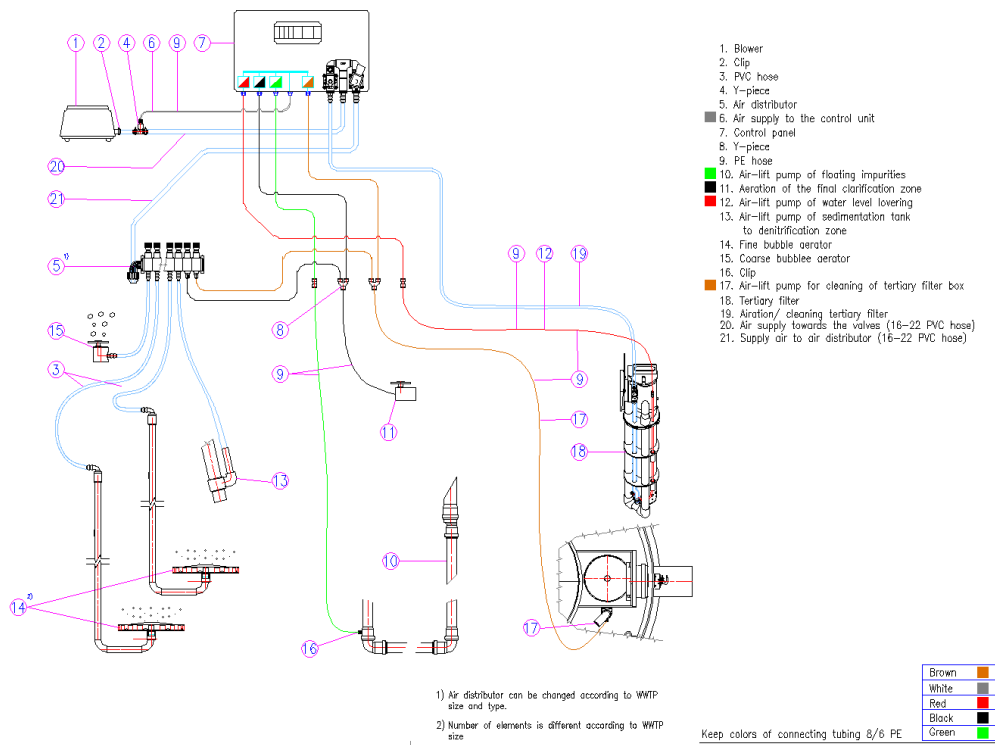 1
2
4
6
9
7
20
21
5 1)
15
3
8
9
11
13
9
12
19
9
17
18
10
14 2)
16
17
1. Blower
2. Clip
3. PVC hose
4. Y-piece
5. Air distributor
6. Air supply to the control unit
7. Control panel
8. Y-piece
9. PE hose
10. Air-lift pump of floating impurities
11. Aeration of the final clarification zone
12. Air-lift pump of water level lovering
13. Air-lift pump of sedimentation tank
to denitrification zone
14. Fine bubble aerator
15. Coarse bubblee aerator
16. Clip
17. Air-lift pump for cleaning of tertiary filter box
18. Tertiary filter
19. Airation/ cleaning tertiary filter
20. Air supply towards the valves (16-22 PVC hose)
21. Supply air to air distributor (16-22 PVC hose)
1) Air distributor can be changed according to WWTP
size and type.
2) Number of elements is different according to WWTP
size
Keep colors of connecting tubing 8/6 PE
Brown
White
Red
Black
Green